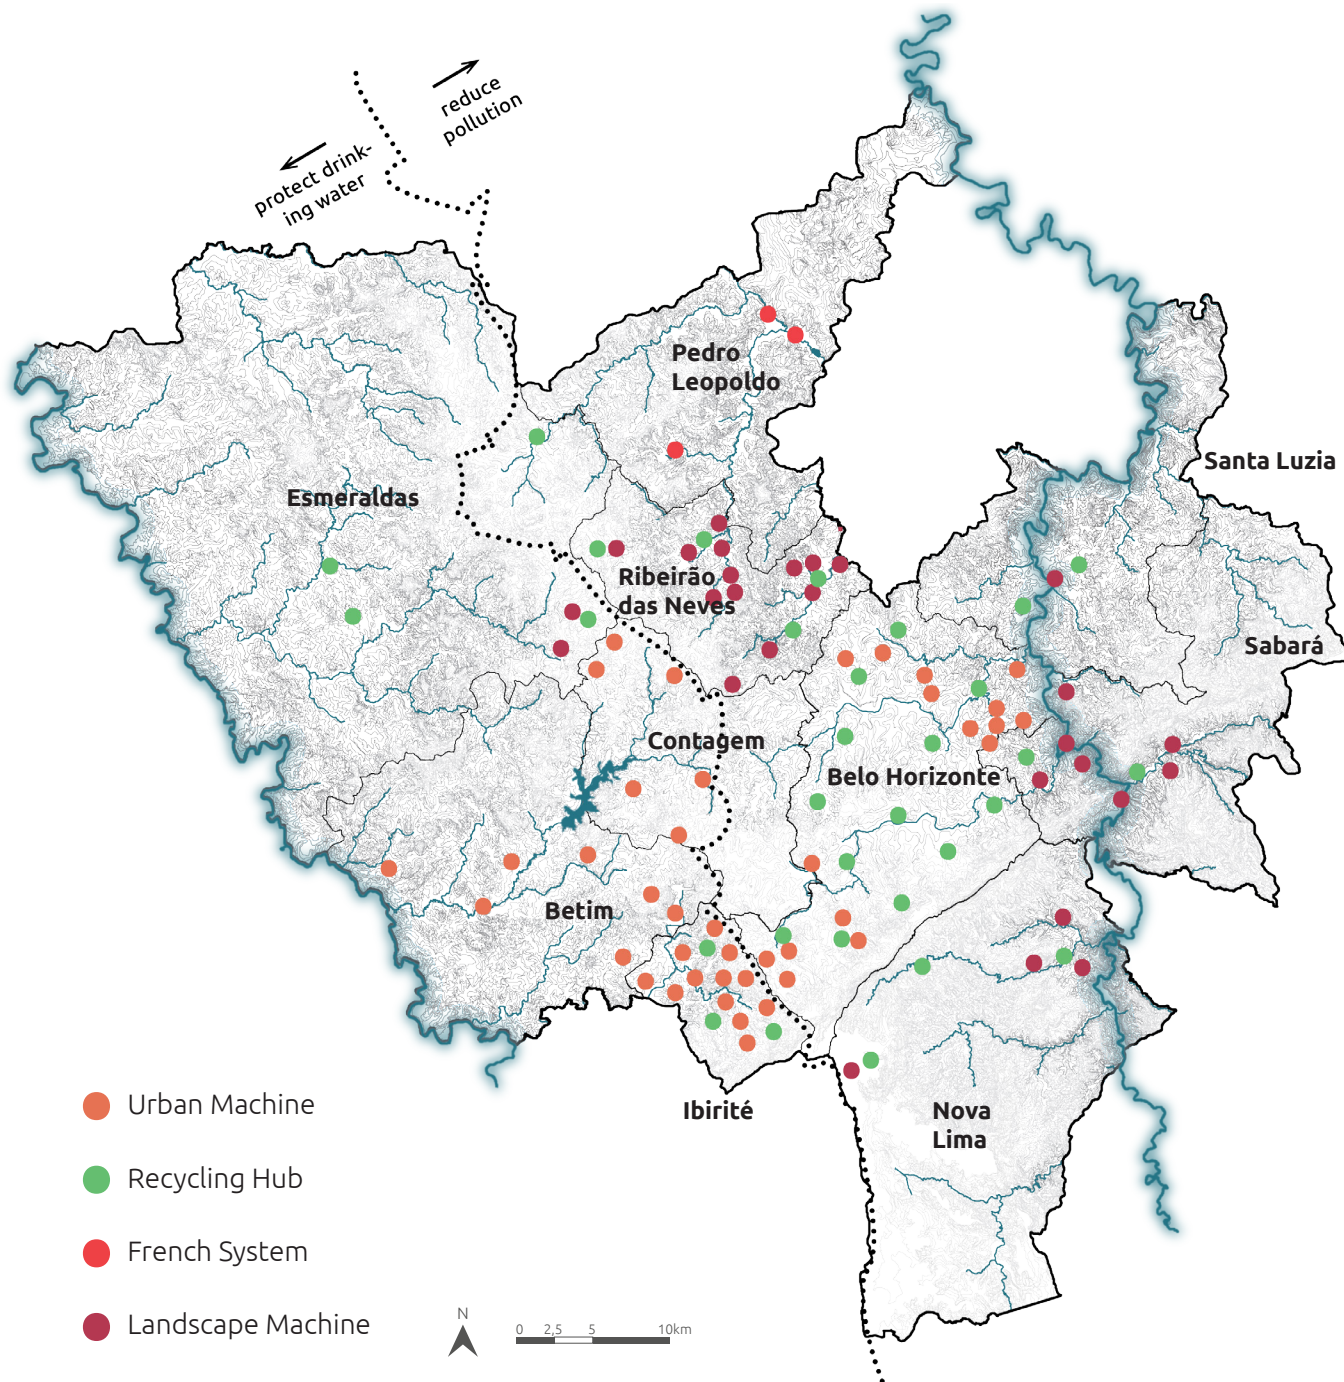 reduce
pollution
protect drink-
ing water
Pedro
Leopoldo
Santa Luzia
Esmeraldas
Ribeirão
das Neves
Sabará
Contagem
Belo Horizonte
Betim
Ibirité
Nova
Lima
Urban Machine
Recycling Hub
French System
Landscape Machine
N
0 2,5 5 10km